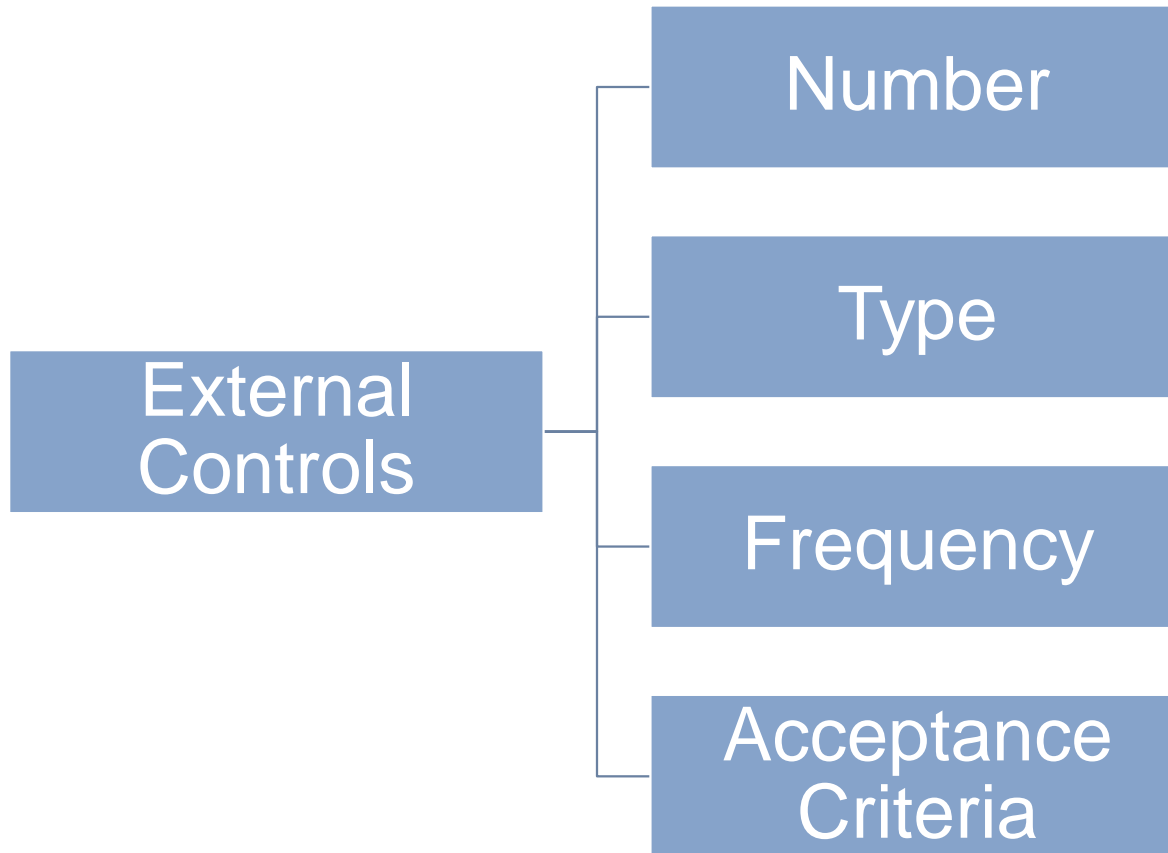 Number
Type
External
Controls
Frequency
Acceptance
Criteria